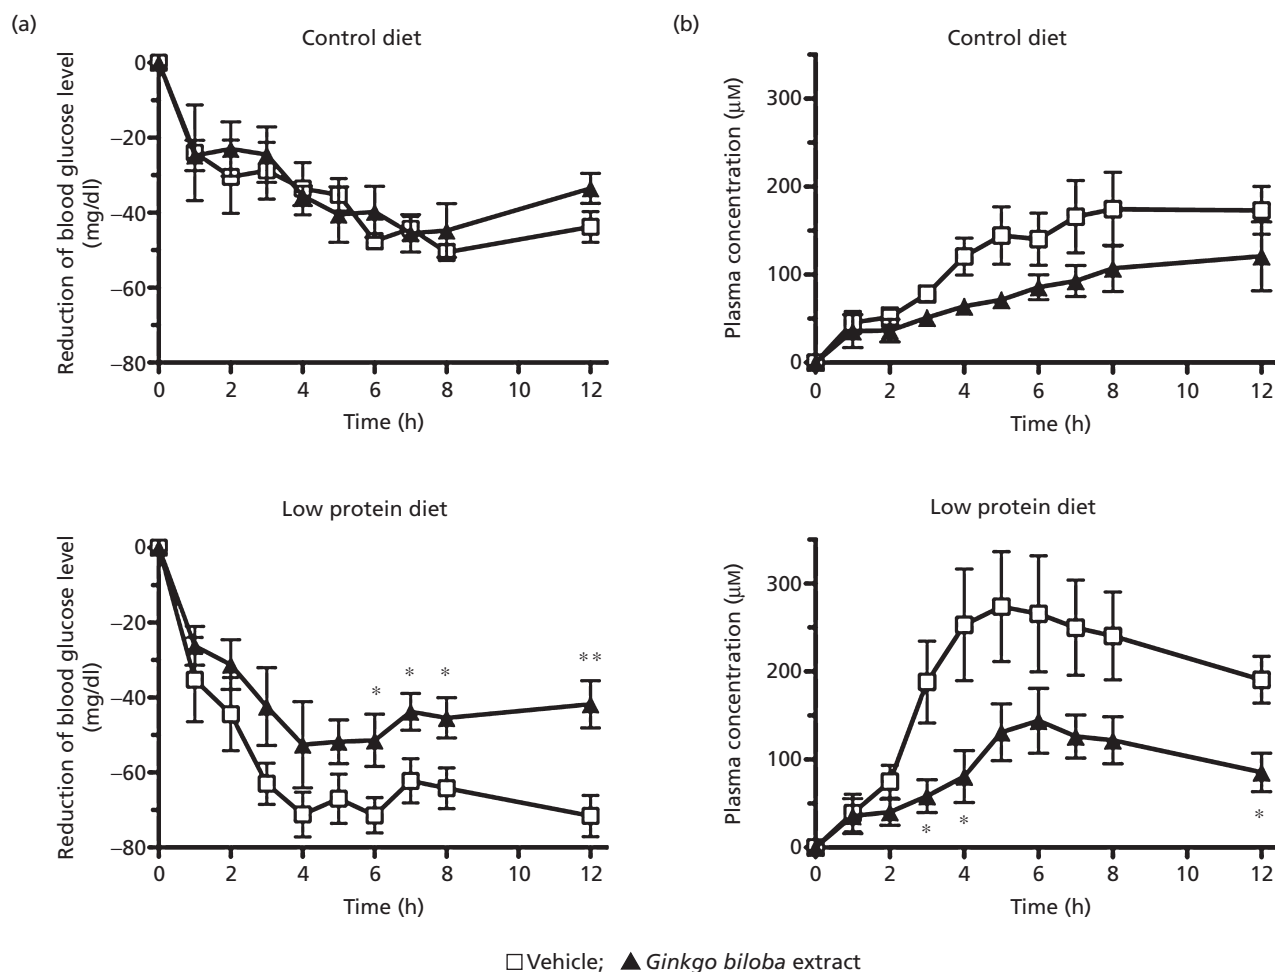 (a)
Control diet
Reduction of blood glucose level
(mg/dl)
0
−20
−40
−60
−80
0 2 4 6 8 10 12
Time (h)
(b)
Control diet
Plasma concentration (μM)
300
200
100
0
0 2 4 6 8 10 12
Time (h)
Low protein diet
Reduction of blood glucose level
(mg/dl)
0
−20
−40
−60
−80
* * * **
0 2 4 6 8 10 12
Time (h)
Low protein diet
Plasma concentration (μM)
300
200
100
0
* * *
0 2 4 6 8 10 12
Time (h)
Vehicle; Ginkgo biloba extract